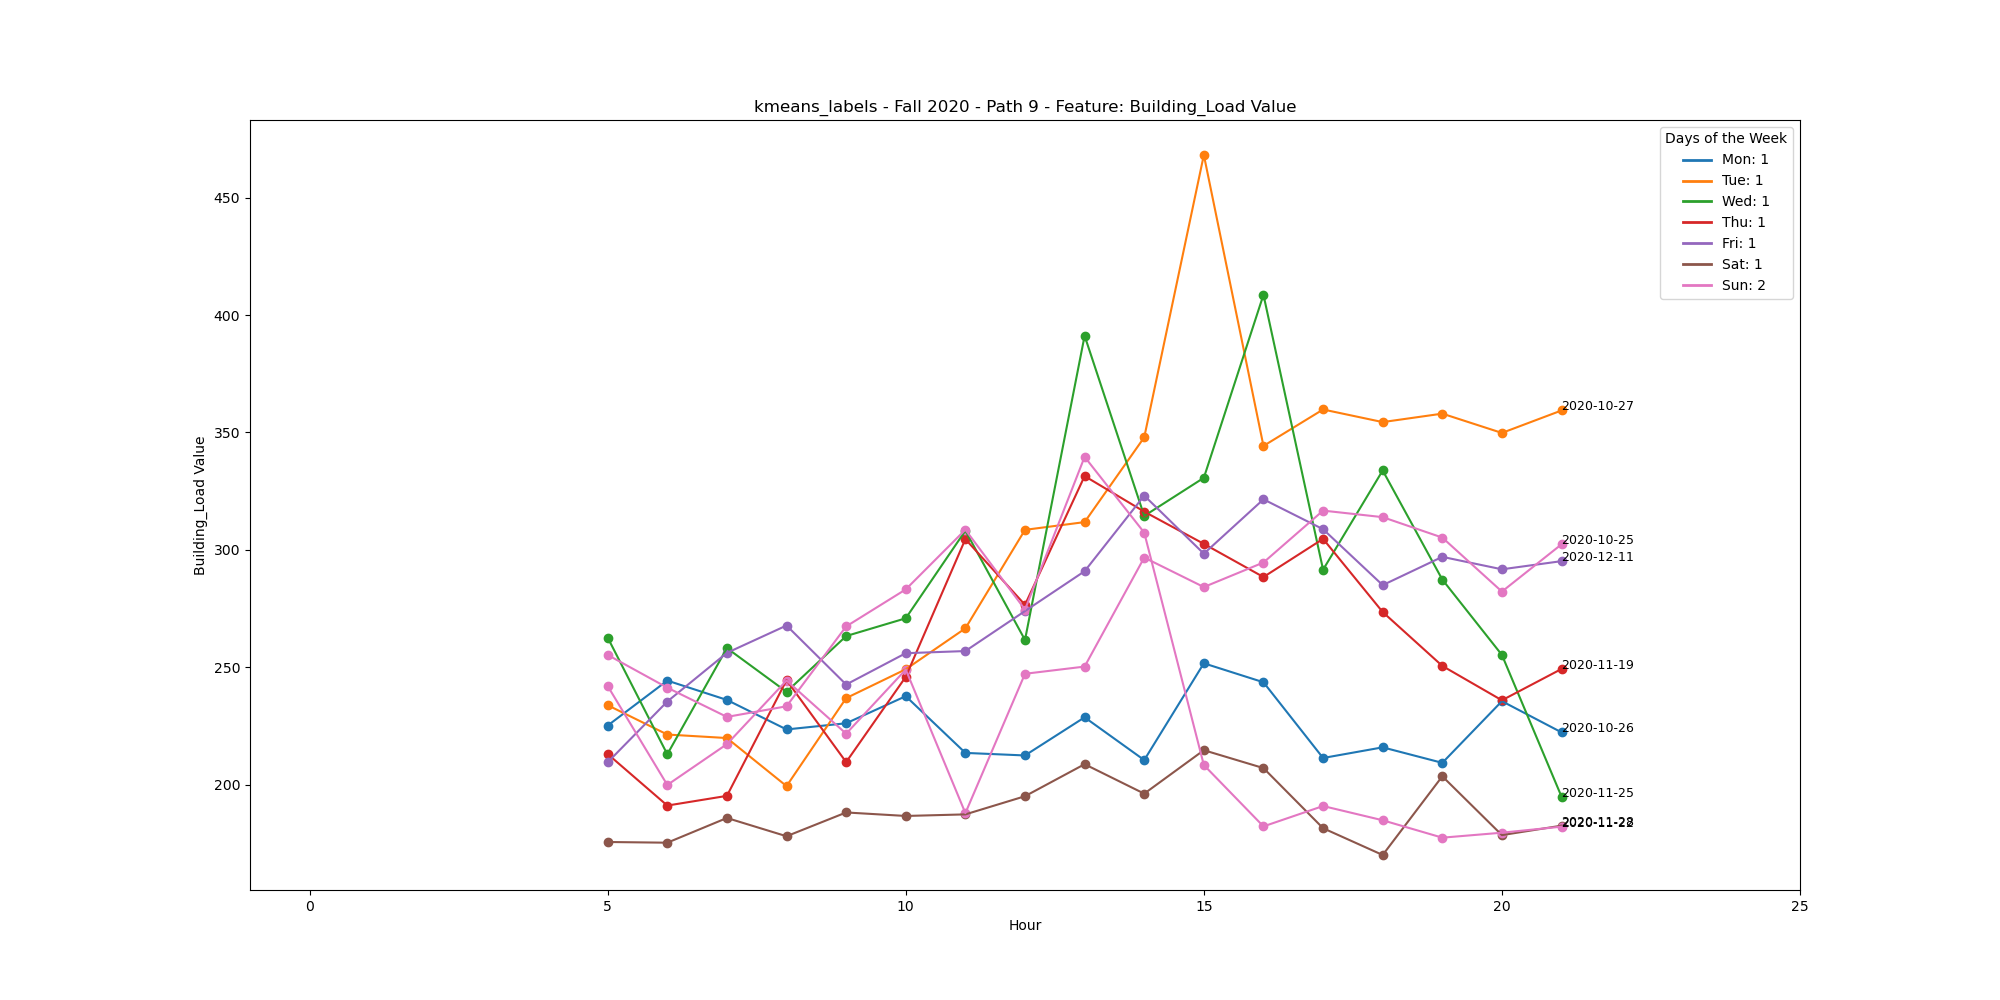 kmeans_labels - Fall 2020 - Path 9 - Feature: Building_Load Value
Days of the Week
Mon: 1
Tue: 1
Wed: 1
Thu: 1
Fri: 1
Sat: 1
Sun: 2
450
400
350
300
250
200
Building_Load Value
2020-10-27
2020-10-25
2020-12-11
2020-11-19
2020-10-26
2020-11-25
0
5
10
15
20
25
Hour